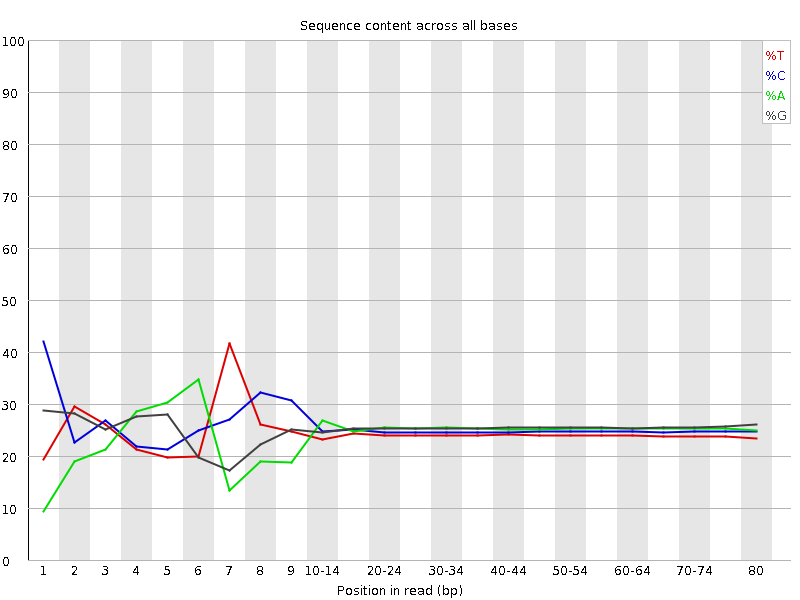 Sequence content across all bases
100
90
80
70
60
50
40
30
20
10
0
%T
%C
%A
%G
1 2 3 4 5 6 7 8 9 10-14 20-24 30-34 40-44 50-54 60-64 70-74 80
Position in read (bp)